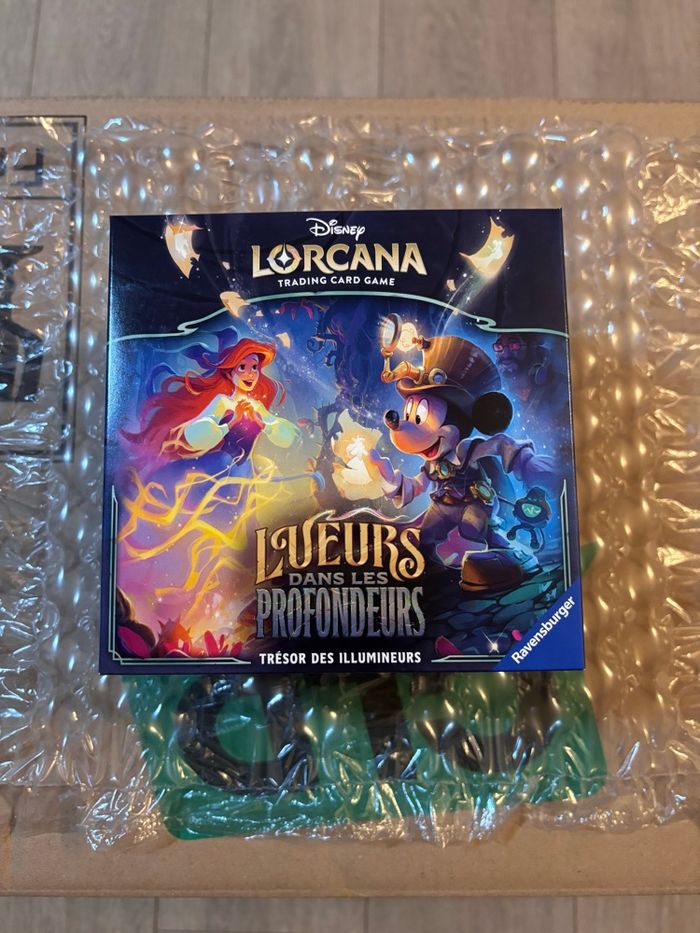 Disney
LORCANA
TRADING CARD GAME
LUEURS
DANS LES
PROFONDEURS
TRÉSOR DES ILLUMINEURS
Ravensburger